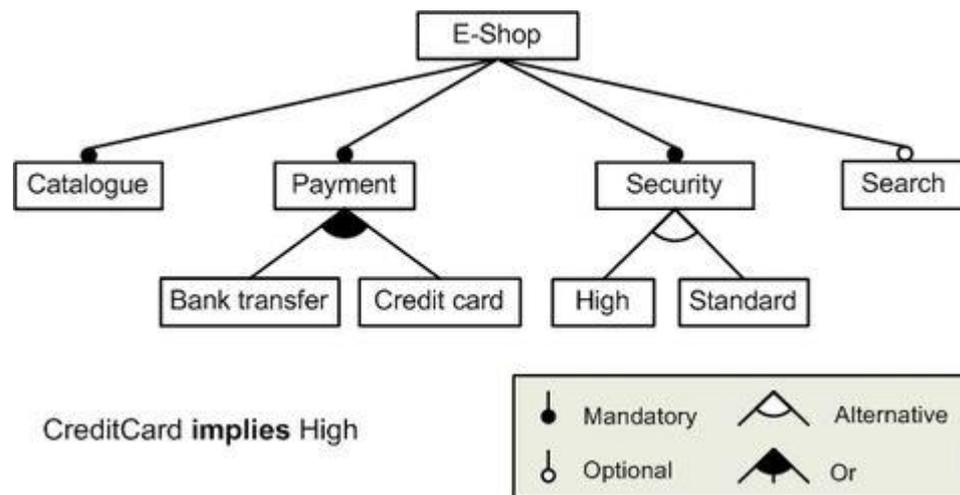 E-Shop
Catalogue
Payment
Security
Search
Bank transfer
Credit card
High
Standard
CreditCard implies High
Mandatory
Alternative
Optional
Or